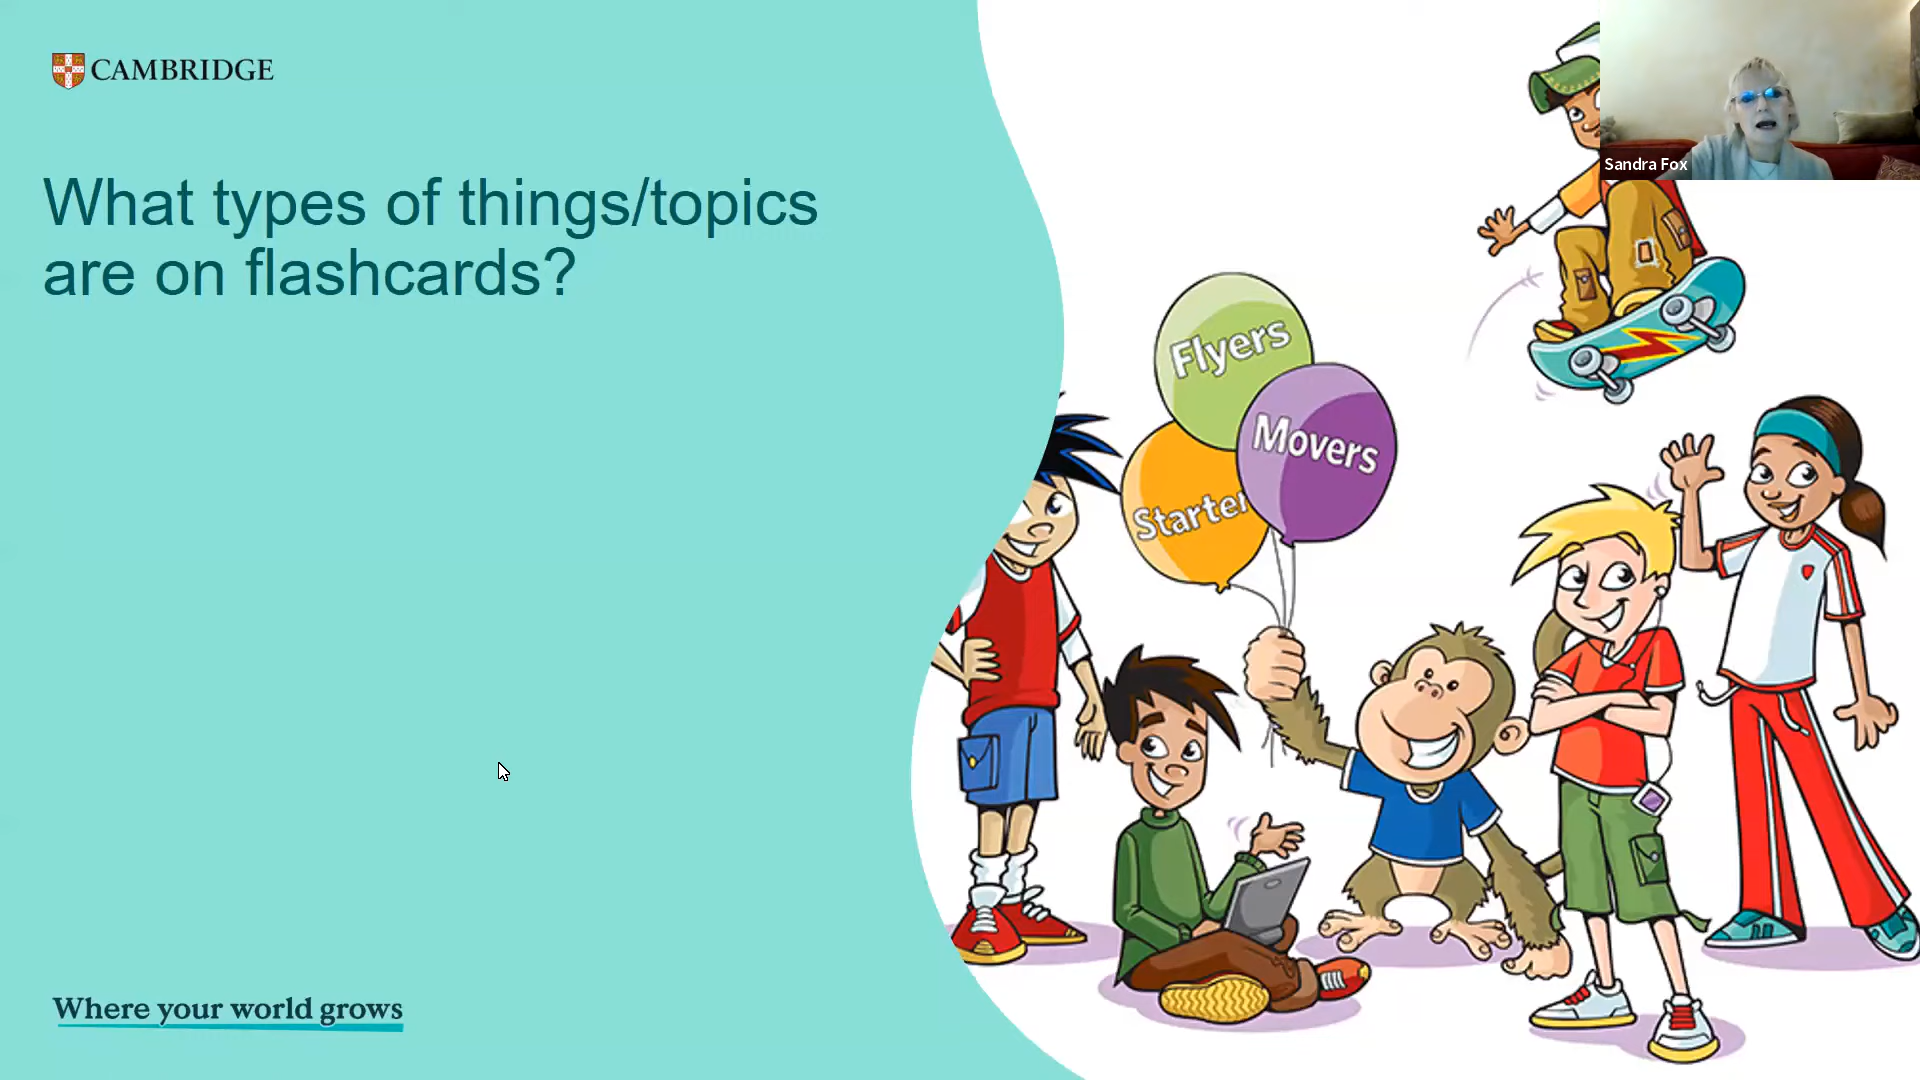 CAMBRIDGE
What types of things/topics
are on flashcards?
Sandra Fox
Flyers
Movers
Starter
Where your world grows